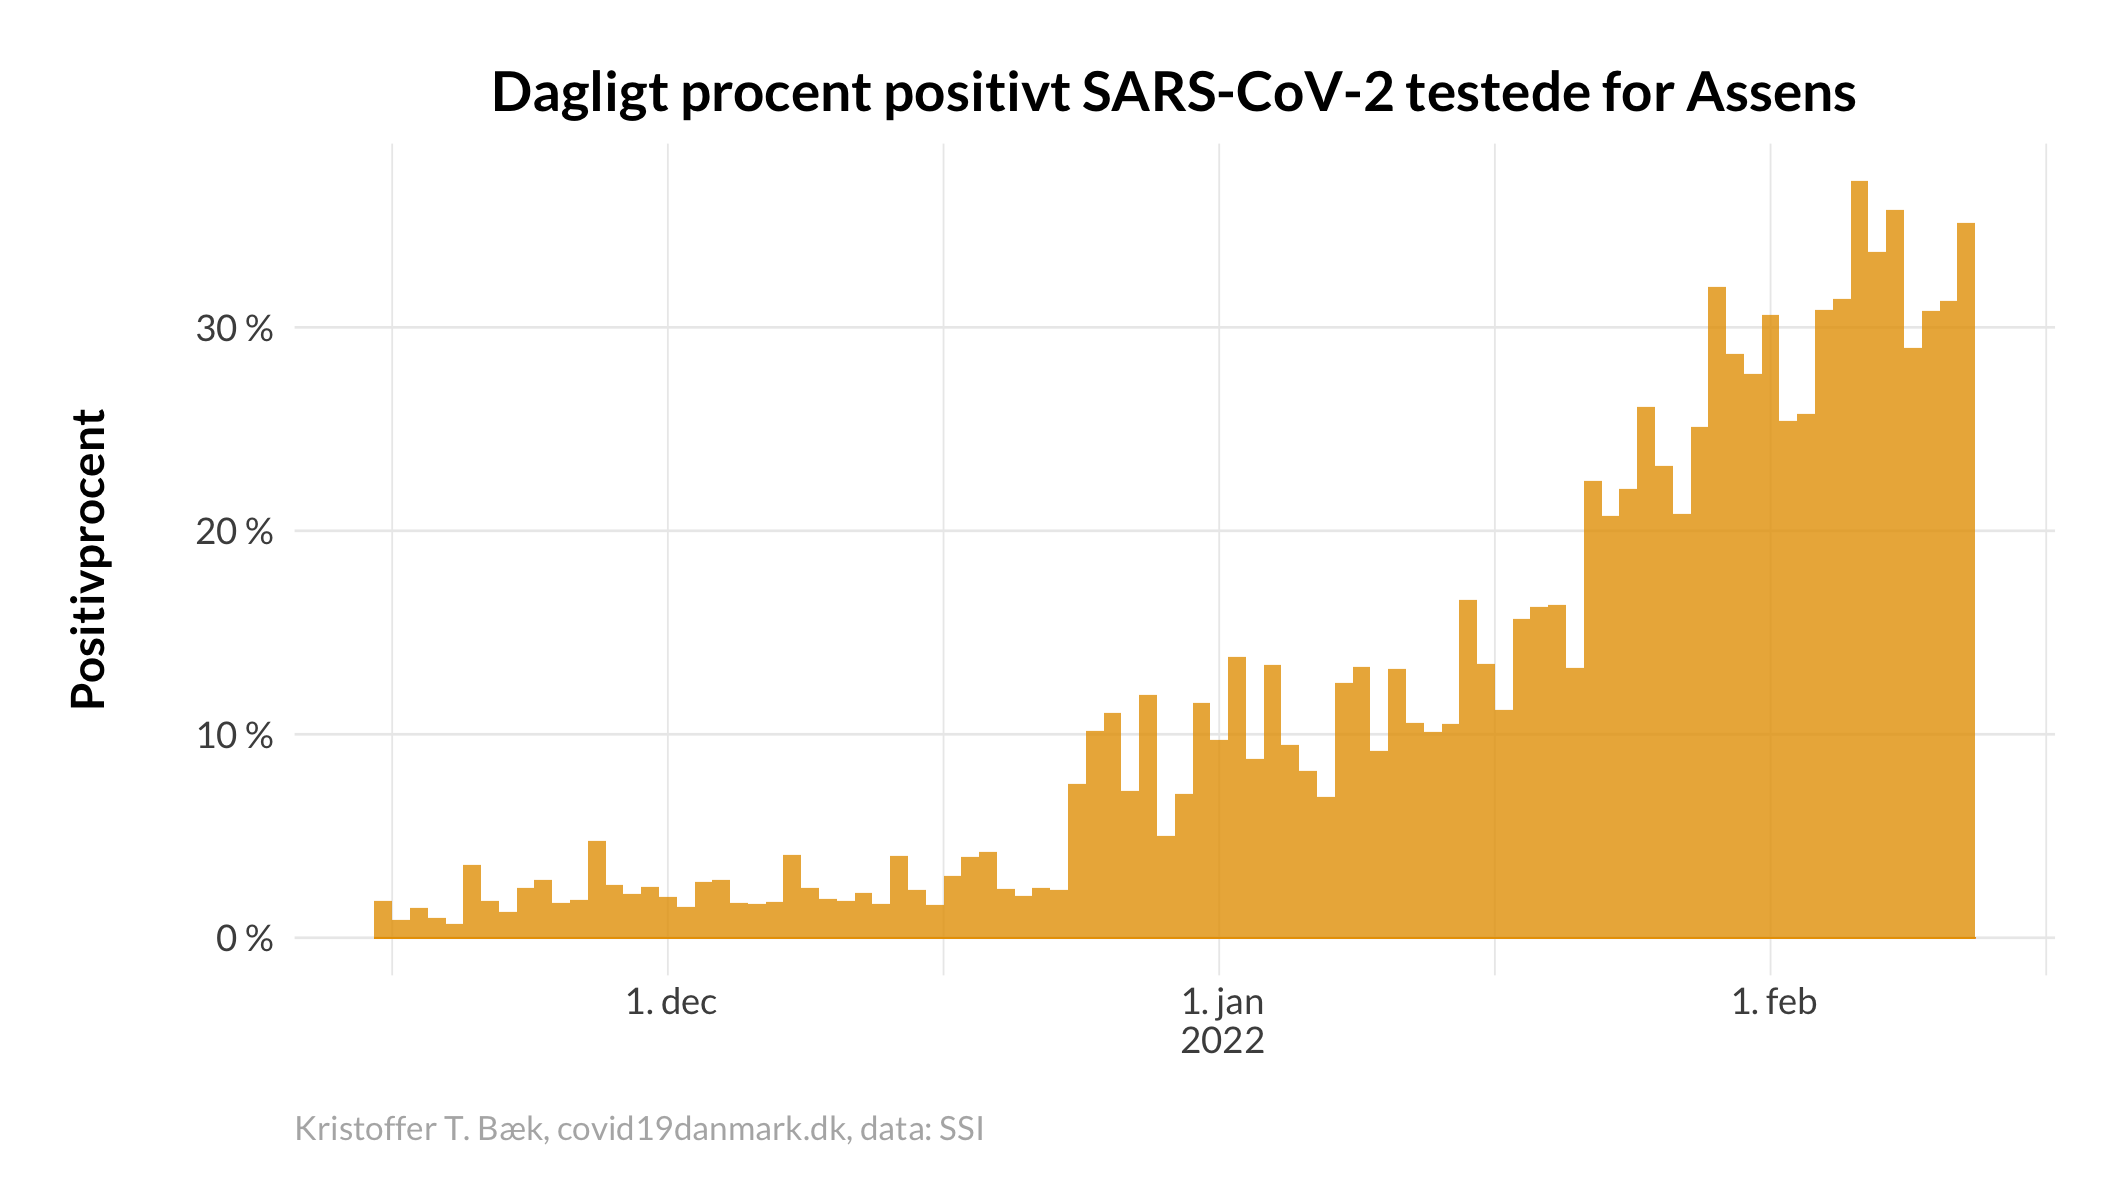 Dagligt procent positivt SARS-CoV-2 testede for Assens
Positivprocent
30 %
20 %
10 %
0 %
1. dec
1. jan
2022
1. feb
Kristoffer T. Bæk, covid19danmark.dk, data: SSI